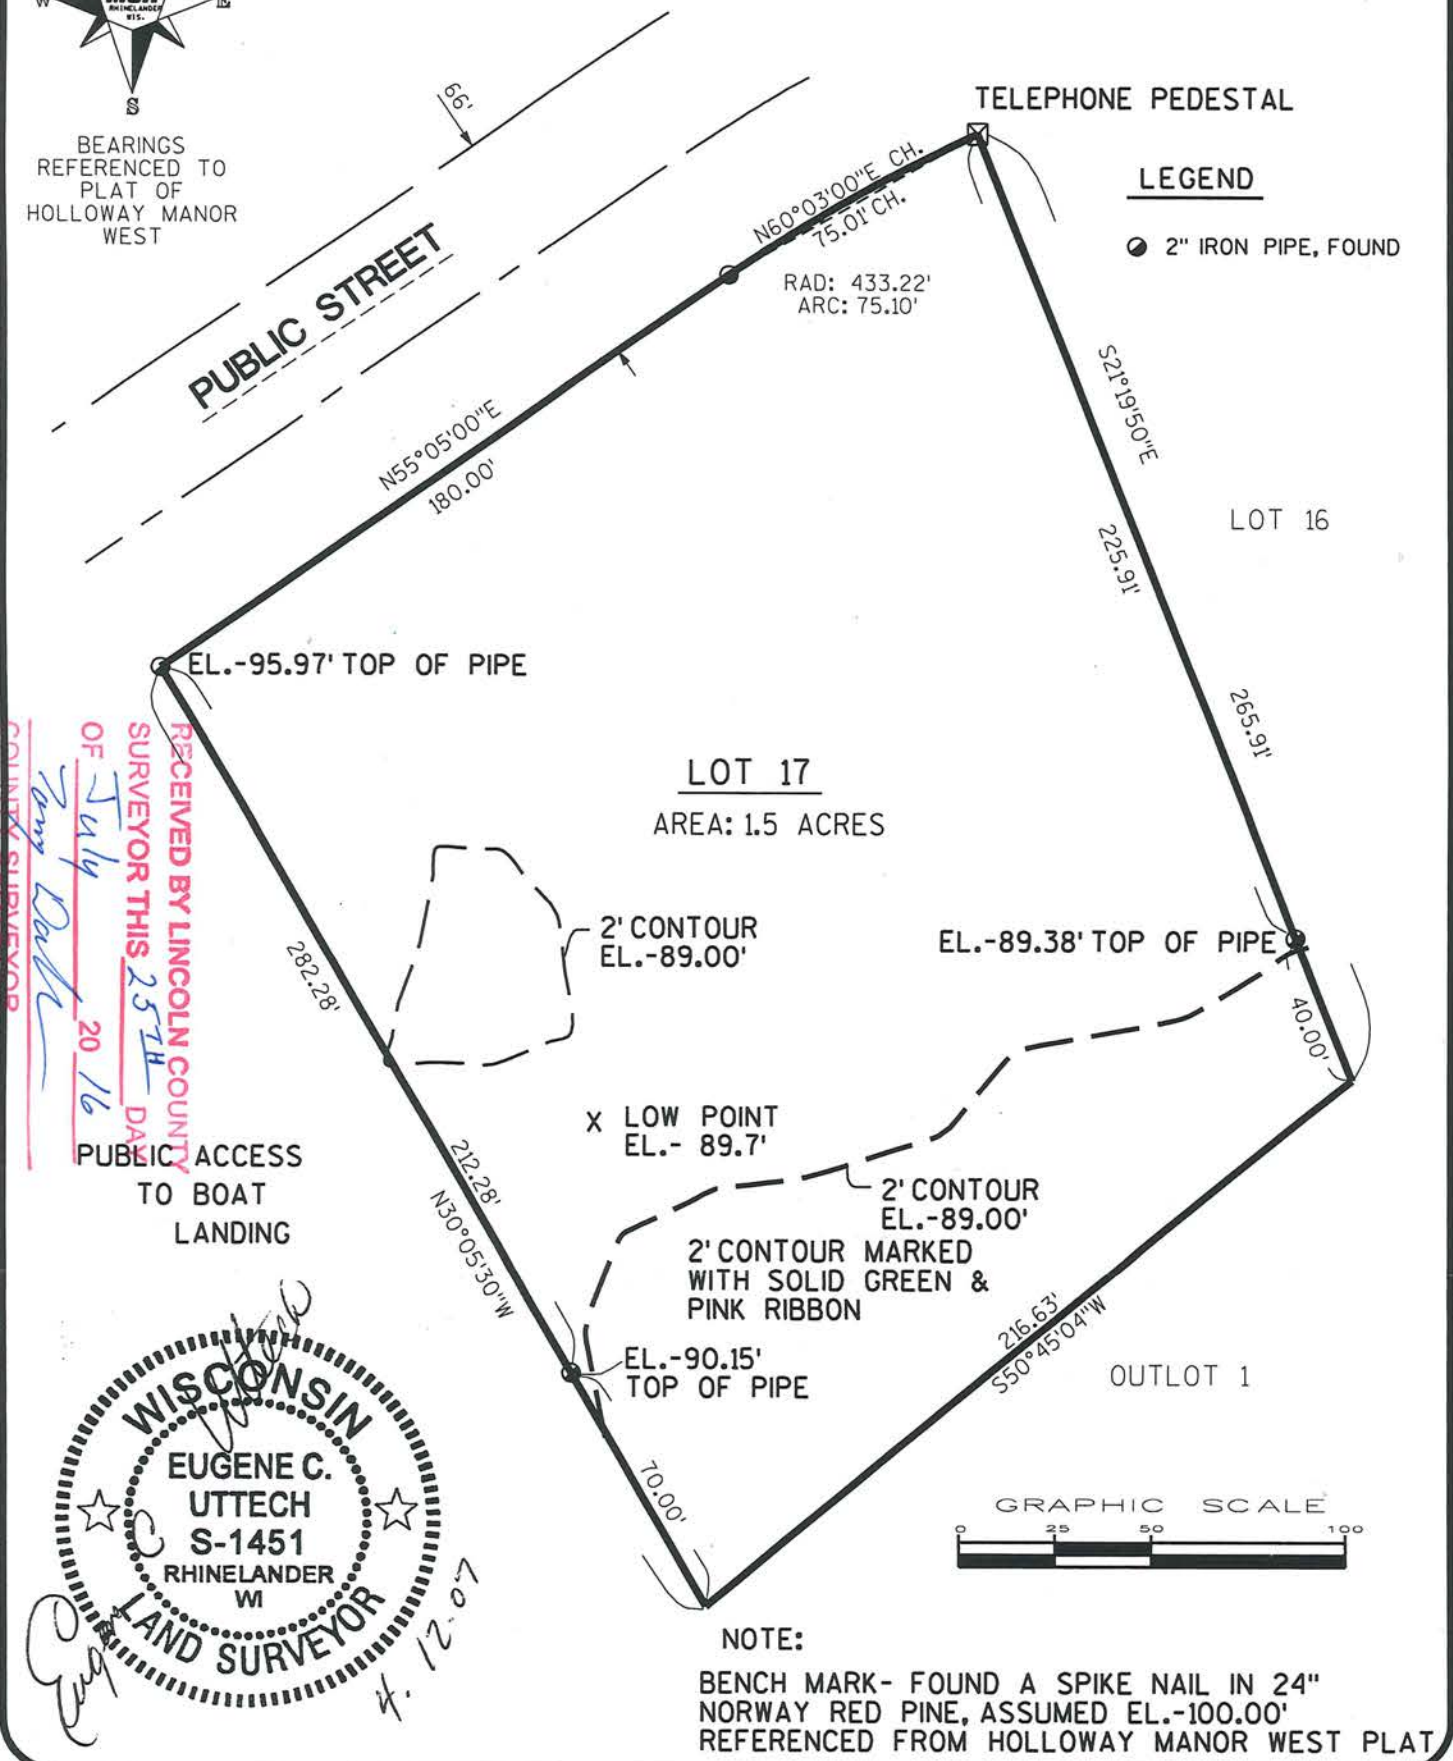 W
RHINELANDER
WIS.
E
S
BEARINGS
REFERENCED TO
PLAT OF
HOLLOWAY MANOR
WEST
66'
PUBLIC STREET
TELEPHONE PEDESTAL
LEGEND
2" IRON PIPE, FOUND
N60°03'00"E CH.
75.01' CH.
RAD: 433.22'
ARC: 75.10'
N55°05'00"E
180.00'
S21°19'50"E
225.91'
LOT 16
265.91'
EL.-95.97' TOP OF PIPE
LOT 17
AREA: 1.5 ACRES
RECEIVED BY LINCOLN COUNTY
SURVEYOR THIS 25TH DAY
OF July 20 16
COUNTY SURVEYOR
282.28'
2' CONTOUR
EL.-89.00'
EL.-89.38' TOP OF PIPE
40.00'
X LOW POINT
EL.- 89.7'
PUBLIC ACCESS
TO BOAT
LANDING
212.28'
N30°05'30"W
2' CONTOUR
EL.-89.00'
2' CONTOUR MARKED
WITH SOLID GREEN &
PINK RIBBON
EL.-90.15'
TOP OF PIPE
216.63'
S50°45'04"W
OUTLOT 1
70.00'
WISCONSIN
EUGENE C.
UTTECH
S-1451
RHINELANDER
WI
LAND SURVEYOR
Eugene C Uttech
4.12-07
GRAPHIC SCALE
0 25 50 100
NOTE:
BENCH MARK- FOUND A SPIKE NAIL IN 24"
NORWAY RED PINE, ASSUMED EL.-100.00'
REFERENCED FROM HOLLOWAY MANOR WEST PLAT